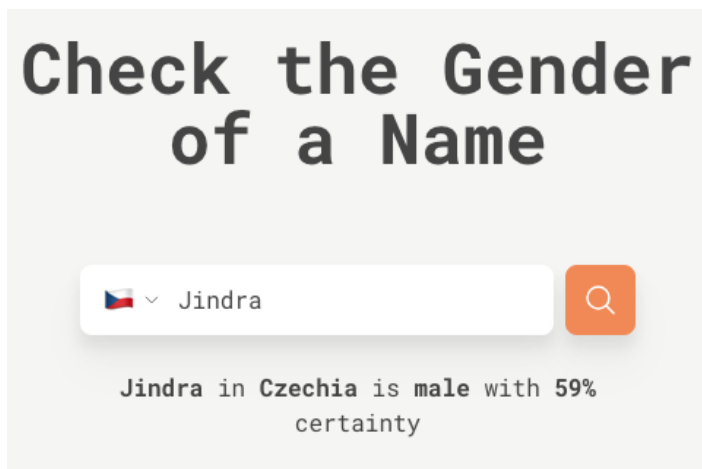 Check the Gender
of a Name
Jindra
Jindra in Czechia is male with 59%
certainty